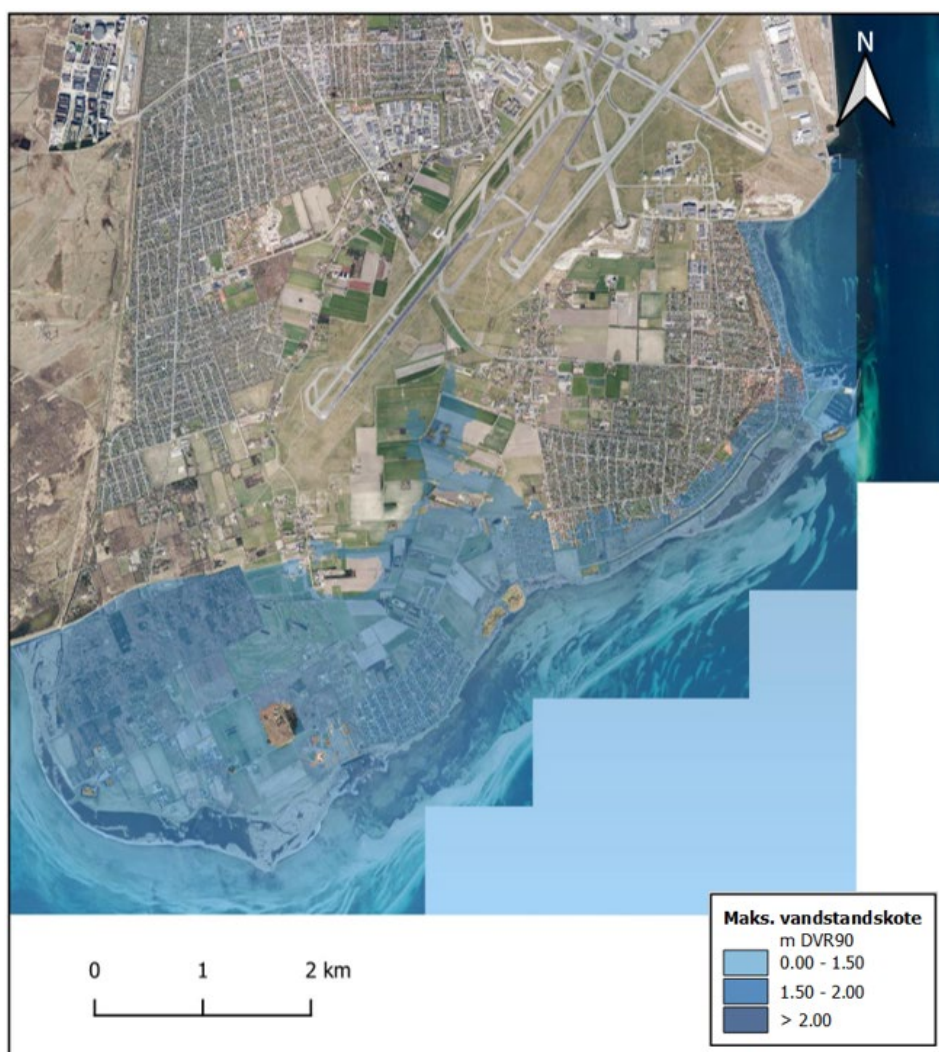 N
0 1 2 km
Maks. vandstandskote
m DVR90
0.00 - 1.50
1.50 - 2.00
> 2.00